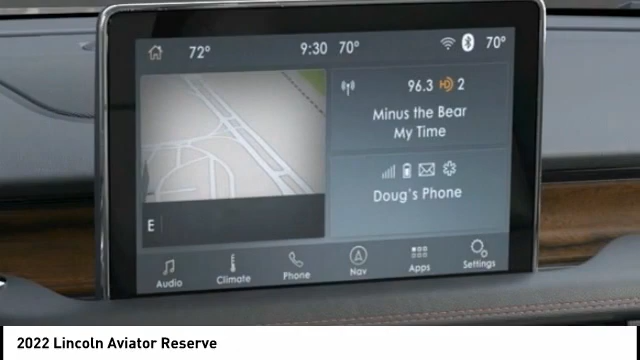 72° 9:30 70° 70°
96.3 HD 2
Minus the Bear
My Time
Doug's Phone
E
Audio Climate Phone Nav Apps Settings
2022 Lincoln Aviator Reserve